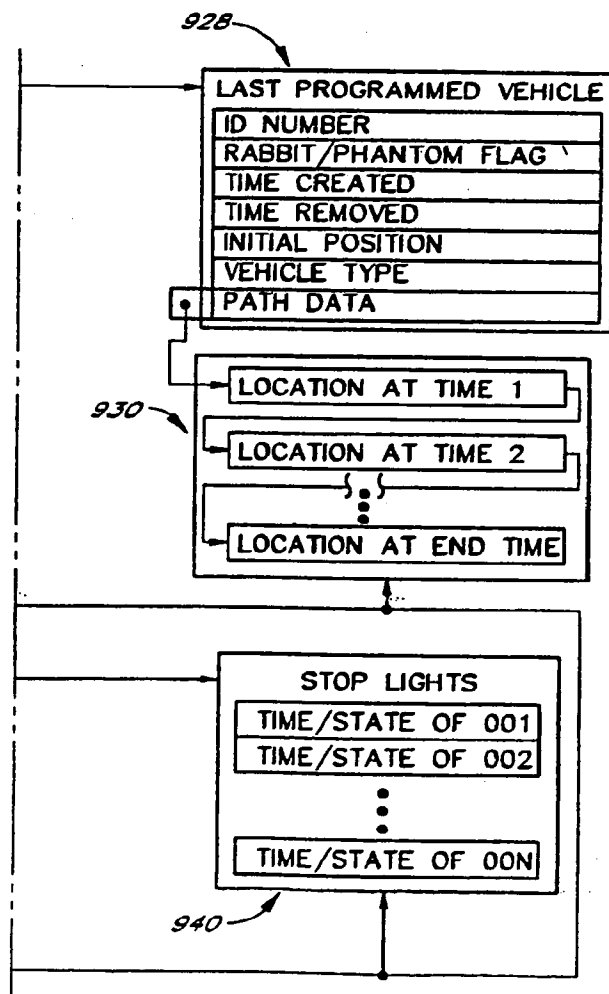 928
LAST PROGRAMMED VEHICLE
ID NUMBER
RABBIT/PHANTOM FLAG
TIME CREATED
TIME REMOVED
INITIAL POSITION
VEHICLE TYPE
PATH DATA
930
LOCATION AT TIME 1
LOCATION AT TIME 2
LOCATION AT END TIME
STOP LIGHTS
TIME/STATE OF 001
TIME/STATE OF 002
TIME/STATE OF 00N
940